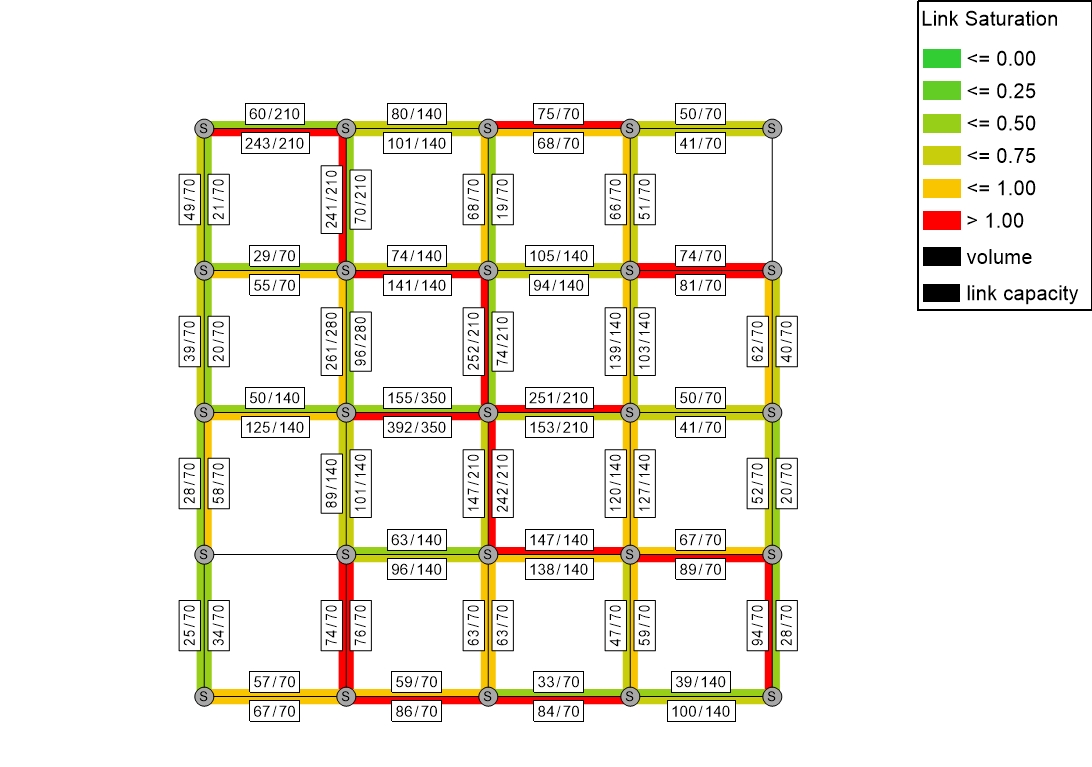 Link Saturation
<= 0.00
<= 0.25
<= 0.50
<= 0.75
<= 1.00
> 1.00
volume
link capacity
60/210 80/140 75/70 50/70
S S S S S
243/210 101/140 68/70 41/70
49/70 21/70 241/210 70/210 68/70 19/70 66/70 51/70
29/70 74/140 105/140 74/70
S S S S S
55/70 141/140 94/140 81/70
39/70 20/70 261/280 96/280 252/210 74/210 139/140 103/140 62/70 40/70
50/140 155/350 251/210 50/70
S S S S S
125/140 392/350 153/210 41/70
28/70 58/70 89/140 101/140 147/210 242/210 120/140 127/140 52/70 20/70
63/140 147/140 67/70
S S S S S
96/140 138/140 89/70
25/70 34/70 74/70 76/70 63/70 63/70 47/70 59/70 94/70 28/70
57/70 59/70 33/70 39/140
S S S S S
67/70 86/70 84/70 100/140